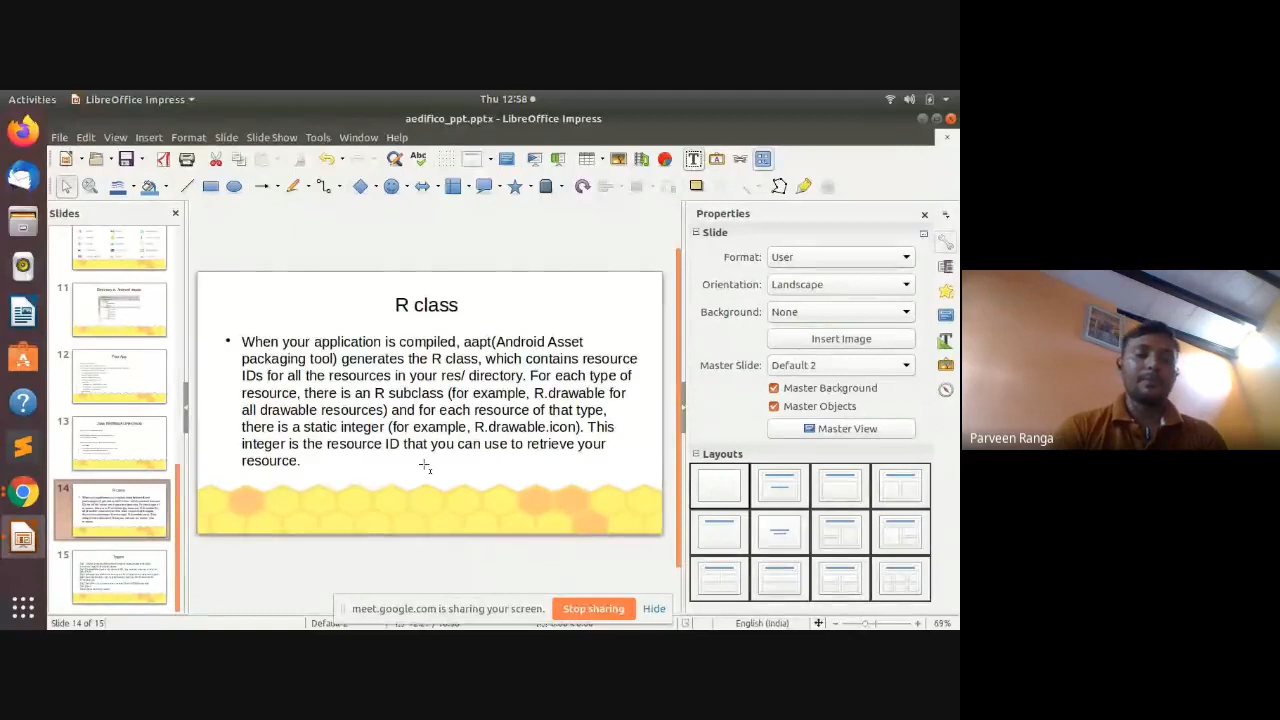 Activities
LibreOffice Impress
Thu 12:58
aedifico_ppt.pptx - LibreOffice Impress
File Edit View Insert Format Slide Slide Show Tools Window Help
Abc
Slides
Properties
Slide
Format: User
Orientation: Landscape
Background: None
Insert Image
Master Slide: Default 2
Master Background
Master Objects
Master View
Layouts
11
12
13
14
15
R class
• When your application is compiled, aapt(Android Asset
packaging tool) generates the R class, which contains resource
IDs for all the resources in your res/ directory. For each type of
resource, there is an R subclass (for example, R.drawable for
all drawable resources) and for each resource of that type,
there is a static integer (for example, R.drawable.icon). This
integer is the resource ID that you can use to retrieve your
resource.
meet.google.com is sharing your screen.
Stop sharing
Hide
Slide 14 of 15
English (India)
69%
Parveen Ranga